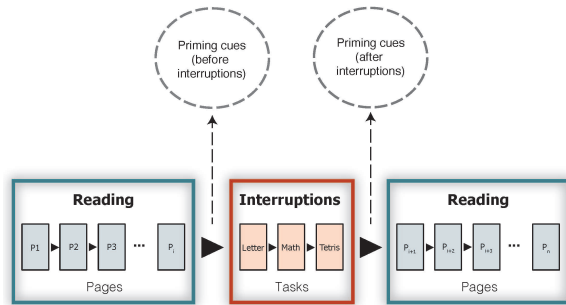 Priming cues
(before
interruptions)
Priming cues
(after
interruptions)
Reading
P1 P2 P3 ... Pᵢ
Pages
Interruptions
Letter Math Tetris
Tasks
Reading
Pᵢ₊₁ Pᵢ₊₂ Pᵢ₊₃ ... Pₙ
Pages